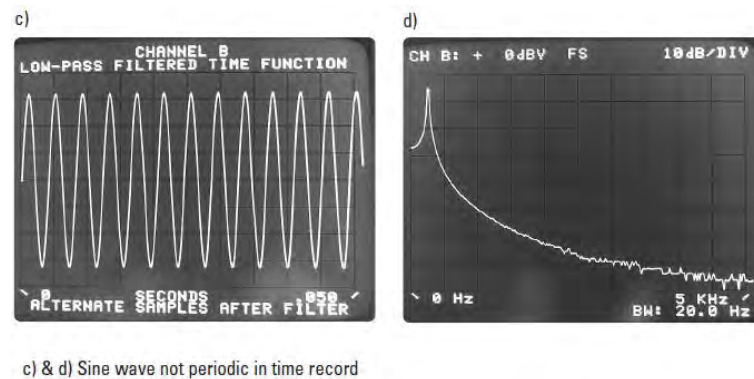 c)
CHANNEL B
LOW-PASS FILTERED TIME FUNCTION
0 SECONDS .050
ALTERNATE SAMPLES AFTER FILTER
d)
CH B: + 0dBV FS 10dB/DIV
0 Hz 5 KHz
BW: 20.0 Hz
c) & d) Sine wave not periodic in time record